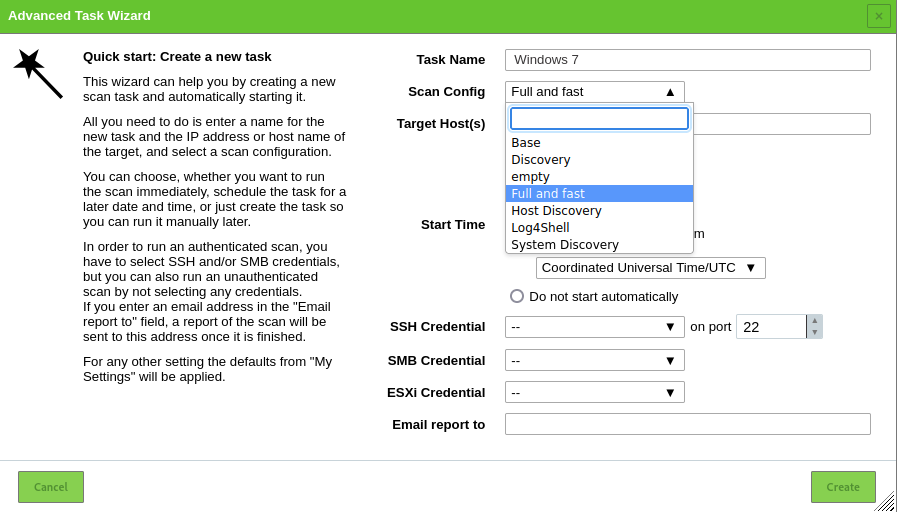 Advanced Task Wizard
×
Quick start: Create a new task
This wizard can help you by creating a new
scan task and automatically starting it.
All you need to do is enter a name for the
new task and the IP address or host name of
the target, and select a scan configuration.
You can choose, whether you want to run
the scan immediately, schedule the task for a
later date and time, or just create the task so
you can run it manually later.
In order to run an authenticated scan, you
have to select SSH and/or SMB credentials,
but you can also run an unauthenticated
scan by not selecting any credentials.
If you enter an email address in the "Email
report to" field, a report of the scan will be
sent to this address once it is finished.
For any other setting the defaults from "My
Settings" will be applied.
Task Name Windows 7
Scan Config Full and fast ▲
Target Host(s)
Base
Discovery
empty
Full and fast
Host Discovery
Log4Shell
System Discovery
Start Time
m
Coordinated Universal Time/UTC ▼
Do not start automatically
SSH Credential -- ▼ on port 22
SMB Credential -- ▼
ESXi Credential -- ▼
Email report to
Cancel Create